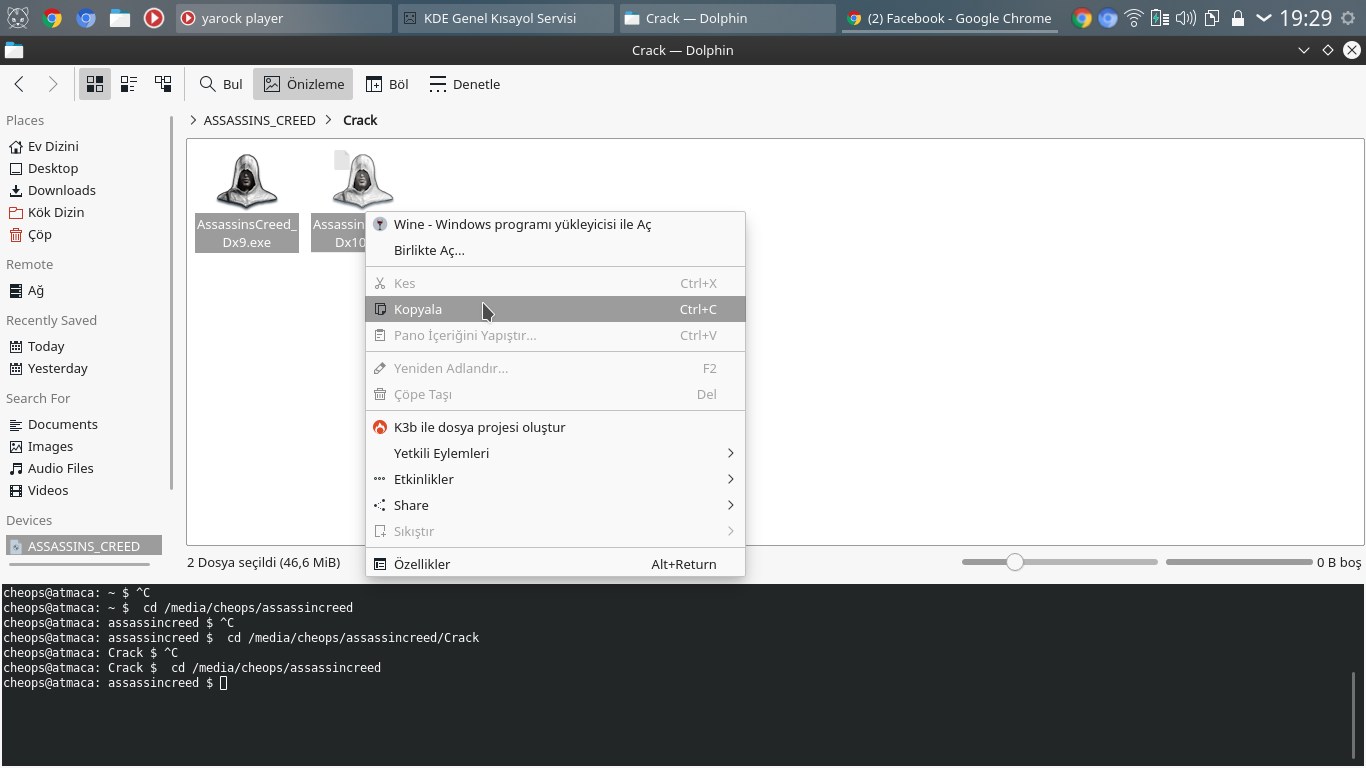 yarock player
KDE Genel Kısayol Servisi
Crack — Dolphin
(2) Facebook - Google Chrome
19:29
Crack — Dolphin
Bul
Önizleme
Böl
Denetle
Places
Ev Dizini
Desktop
Downloads
Kök Dizin
Çöp
Remote
Ağ
Recently Saved
Today
Yesterday
Search For
Documents
Images
Audio Files
Videos
Devices
ASSASSINS_CREED
ASSASSINS_CREED
Crack
AssassinsCreed_
Dx9.exe
Assassin
Dx10
Wine - Windows programı yükleyicisi ile Aç
Birlikte Aç...
Kes Ctrl+X
Kopyala Ctrl+C
Pano İçeriğini Yapıştır... Ctrl+V
Yeniden Adlandır... F2
Çöpe Taşı Del
K3b ile dosya projesi oluştur
Yetkili Eylemleri
Etkinlikler
Share
Sıkıştır
Özellikler Alt+Return
2 Dosya seçildi (46,6 MiB)
0 B boş
cheops@atmaca: ~ $ ^C
cheops@atmaca: ~ $  cd /media/cheops/assassincreed
cheops@atmaca: assassincreed $ ^C
cheops@atmaca: assassincreed $  cd /media/cheops/assassincreed/Crack
cheops@atmaca: Crack $ ^C
cheops@atmaca: Crack $  cd /media/cheops/assassincreed
cheops@atmaca: assassincreed $